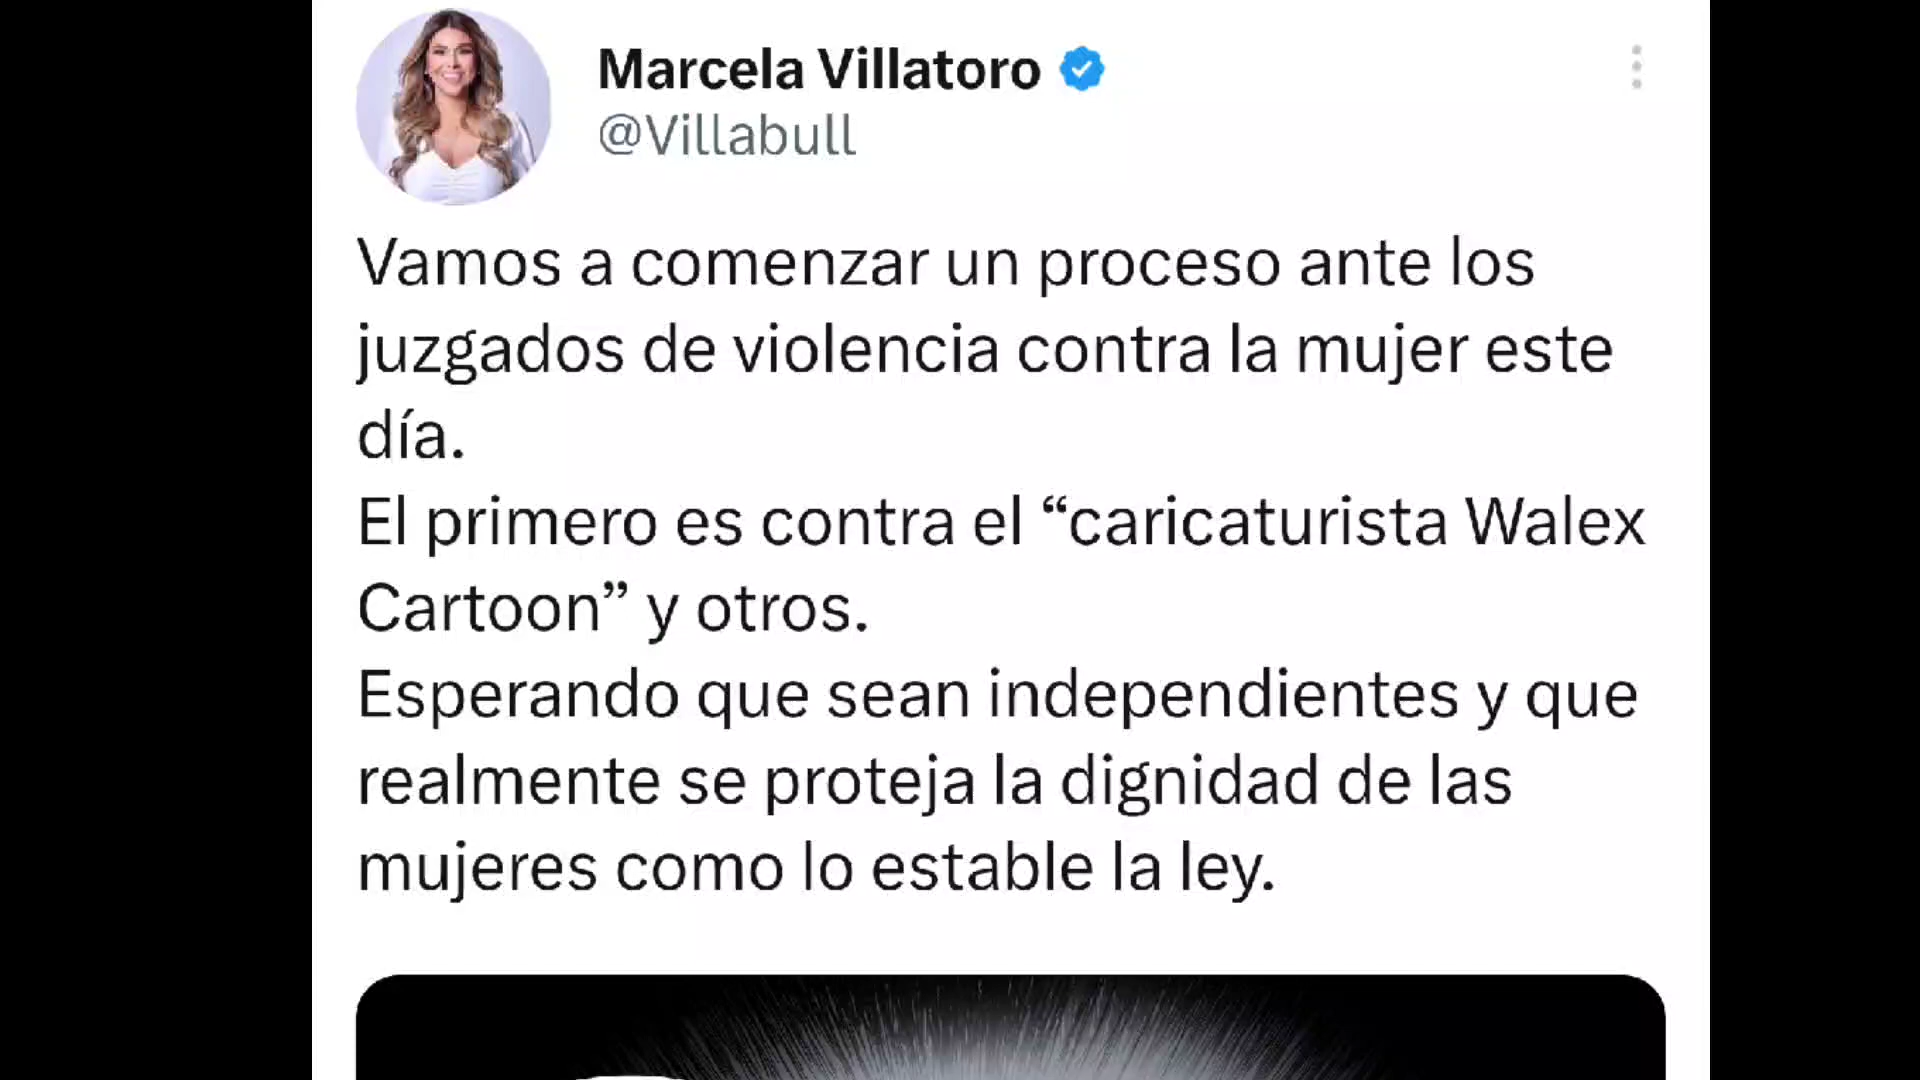 Marcela Villatoro
@Villabull
Vamos a comenzar un proceso ante los
juzgados de violencia contra la mujer este
día.
El primero es contra el “caricaturista Walex
Cartoon” y otros.
Esperando que sean independientes y que
realmente se proteja la dignidad de las
mujeres como lo estable la ley.